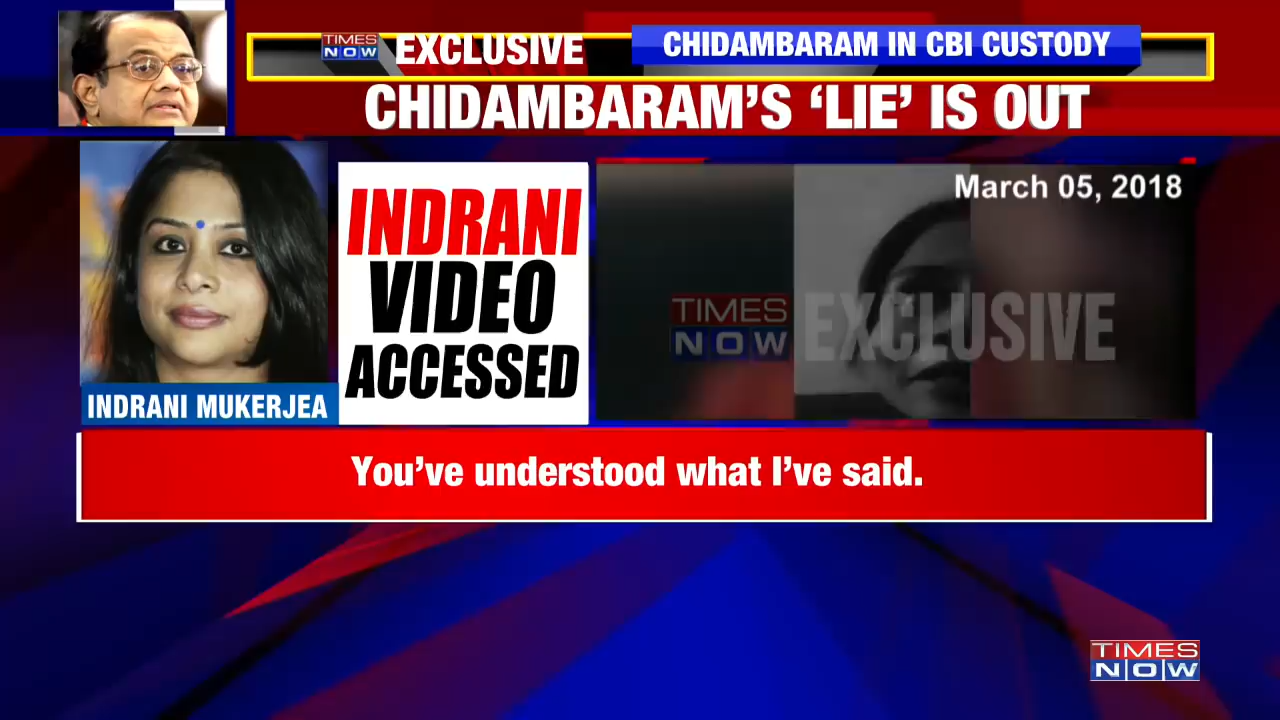 TIMES
NOW
EXCLUSIVE
CHIDAMBARAM IN CBI CUSTODY
CHIDAMBARAM'S 'LIE' IS OUT
INDRANI
VIDEO
ACCESSED
March 05, 2018
TIMES
NOW
EXCLUSIVE
INDRANI MUKERJEA
You've understood what I've said.
TIMES
NOW